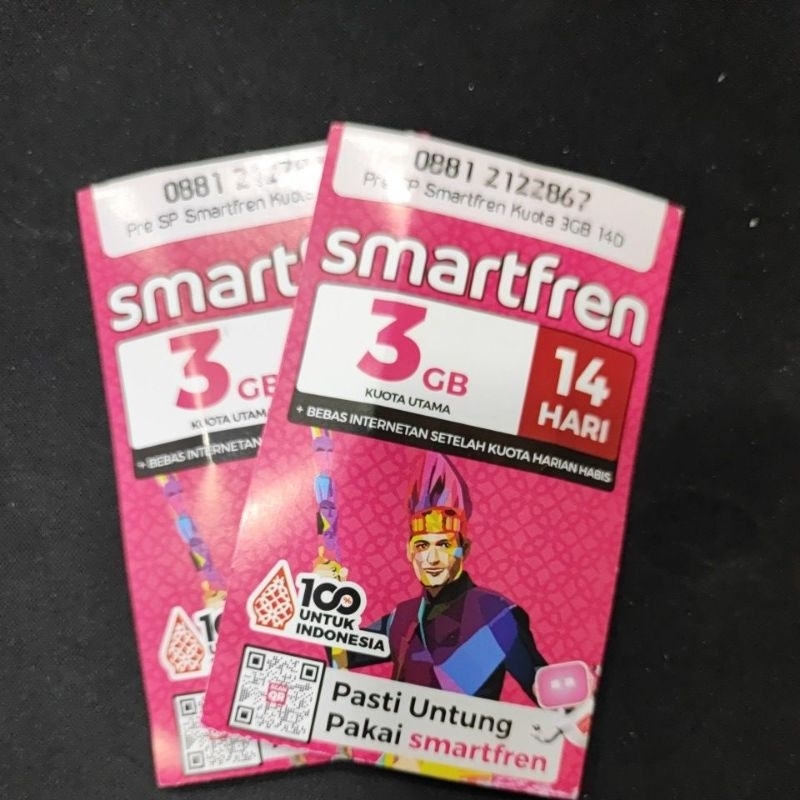 0881
Pre SP Smartfren
3
GB
KUOTA UTAMA
+ BEBAS INTERNETAN
0881 2122867
Pre SP Smartfren Kuota 3GB 14D
smartfren
3 GB
KUOTA UTAMA
14
HARI
+ BEBAS INTERNETAN SETELAH KUOTA HARIAN HABIS
100%
UNTUK
INDONESIA
SCAN
QR
Pasti Untung
Pakai smartfren